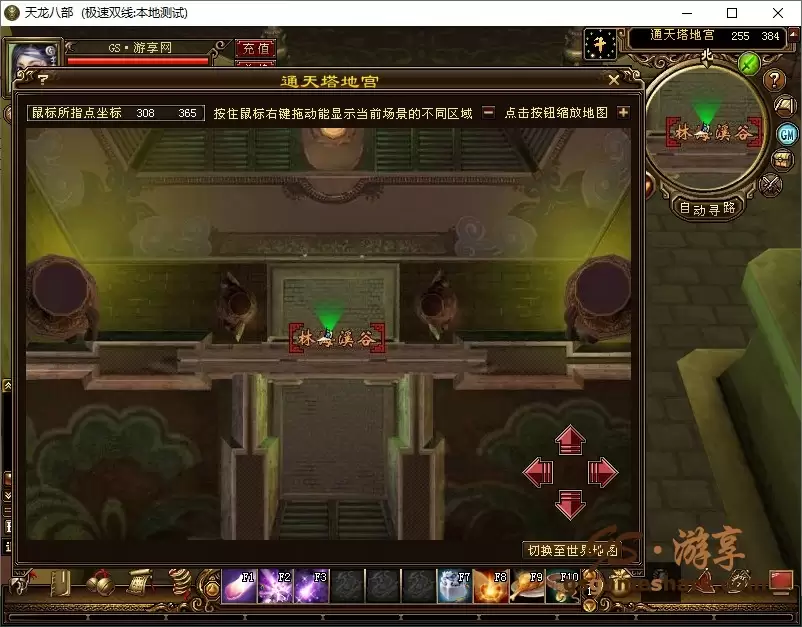 天龙八部 (极速双线:本地测试)
GS·游享网
充值
通天塔地宫 255 384
北
GM
自动寻路
? 通天塔地宫
鼠标所指点坐标 308 365 按住鼠标右键拖动能显示当前场景的不同区域 点击按钮缩放地图
溪谷
溪谷
切换至世界地图
GS·游享
F1 F2 F3 F7 F8 F9 F10
1